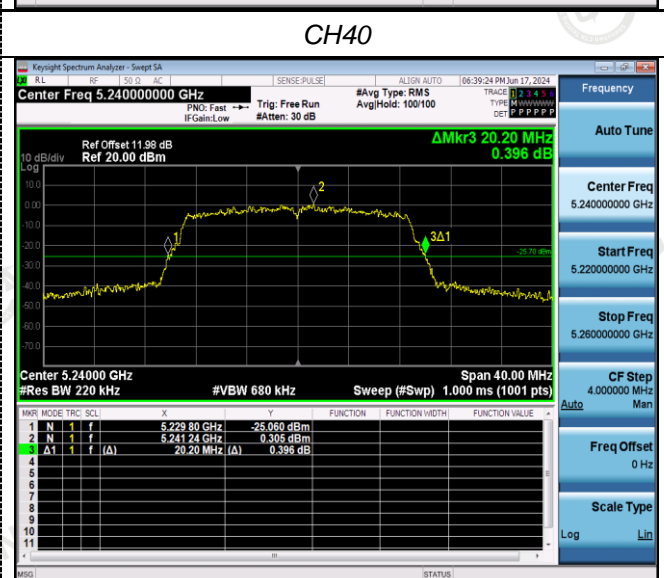 CH40
Keysight Spectrum Analyzer - Swept SA
RL RF 50 Ω AC SENSE:PULSE ALIGN AUTO 06:39:24 PM Jun 17, 2024
Center Freq 5.240000000 GHz #Avg Type: RMS TRACE 1 2 3 4 5 6
PNO: Fast Trig: Free Run Avg|Hold: 100/100 TYPE M W W W W W
IFGain:Low #Atten: 30 dB DET P P P P P P
ΔMkr3 20.20 MHz
0.396 dB
Ref Offset 11.98 dB
10 dB/div Ref 20.00 dBm
Log
10.0
0.00
-10.0
-20.0
-30.0
-40.0
-50.0
-60.0
-70.0
1
2
3Δ1
-25.70 dBm
Center 5.24000 GHz Span 40.00 MHz
#Res BW 220 kHz #VBW 680 kHz Sweep (#Swp) 1.000 ms (1001 pts)
MKR MODE TRC SCL X Y FUNCTION FUNCTION WIDTH FUNCTION VALUE
1 N 1 f 5.229 80 GHz -25.060 dBm
2 N 1 f 5.241 24 GHz 0.305 dBm
3 Δ1 1 f (Δ) 20.20 MHz (Δ) 0.396 dB
4
5
6
7
8
9
10
11
MSG STATUS
Frequency
Auto Tune
Center Freq
5.240000000 GHz
Start Freq
5.220000000 GHz
Stop Freq
5.260000000 GHz
CF Step
4.000000 MHz
Auto Man
Freq Offset
0 Hz
Scale Type
Log Lin